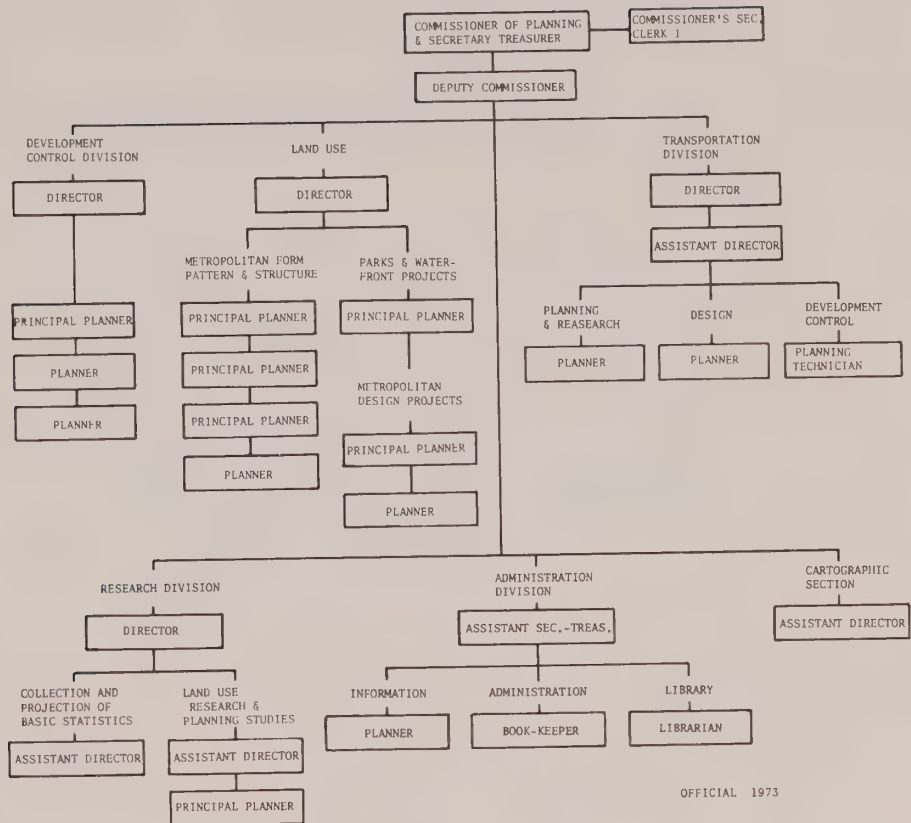 COMMISSIONER OF PLANNING
& SECRETARY TREASURER
COMMISSIONER'S SEC.
CLERK I
DEPUTY COMMISSIONER
DEVELOPMENT
CONTROL DIVISION
DIRECTOR
PRINCIPAL PLANNER
PLANNER
PLANNER
LAND USE
DIRECTOR
METROPOLITAN FORM
PATTERN & STRUCTURE
PRINCIPAL PLANNER
PRINCIPAL PLANNER
PRINCIPAL PLANNER
PLANNER
PARKS & WATER-
FRONT PROJECTS
PRINCIPAL PLANNER
METROPOLITAN
DESIGN PROJECTS
PRINCIPAL PLANNER
PLANNER
TRANSPORTATION
DIVISION
DIRECTOR
ASSISTANT DIRECTOR
PLANNING
& REASEARCH
PLANNER
DESIGN
PLANNER
DEVELOPMENT
CONTROL
PLANNING
TECHNICIAN
RESEARCH DIVISION
DIRECTOR
COLLECTION AND
PROJECTION OF
BASIC STATISTICS
ASSISTANT DIRECTOR
LAND USE
RESEARCH &
PLANNING STUDIES
ASSISTANT DIRECTOR
PRINCIPAL PLANNER
ADMINISTRATION
DIVISION
ASSISTANT SEC.-TREAS.
INFORMATION
PLANNER
ADMINISTRATION
BOOK-KEEPER
LIBRARY
LIBRARIAN
CARTOGRAPHIC
SECTION
ASSISTANT DIRECTOR
OFFICIAL 1973